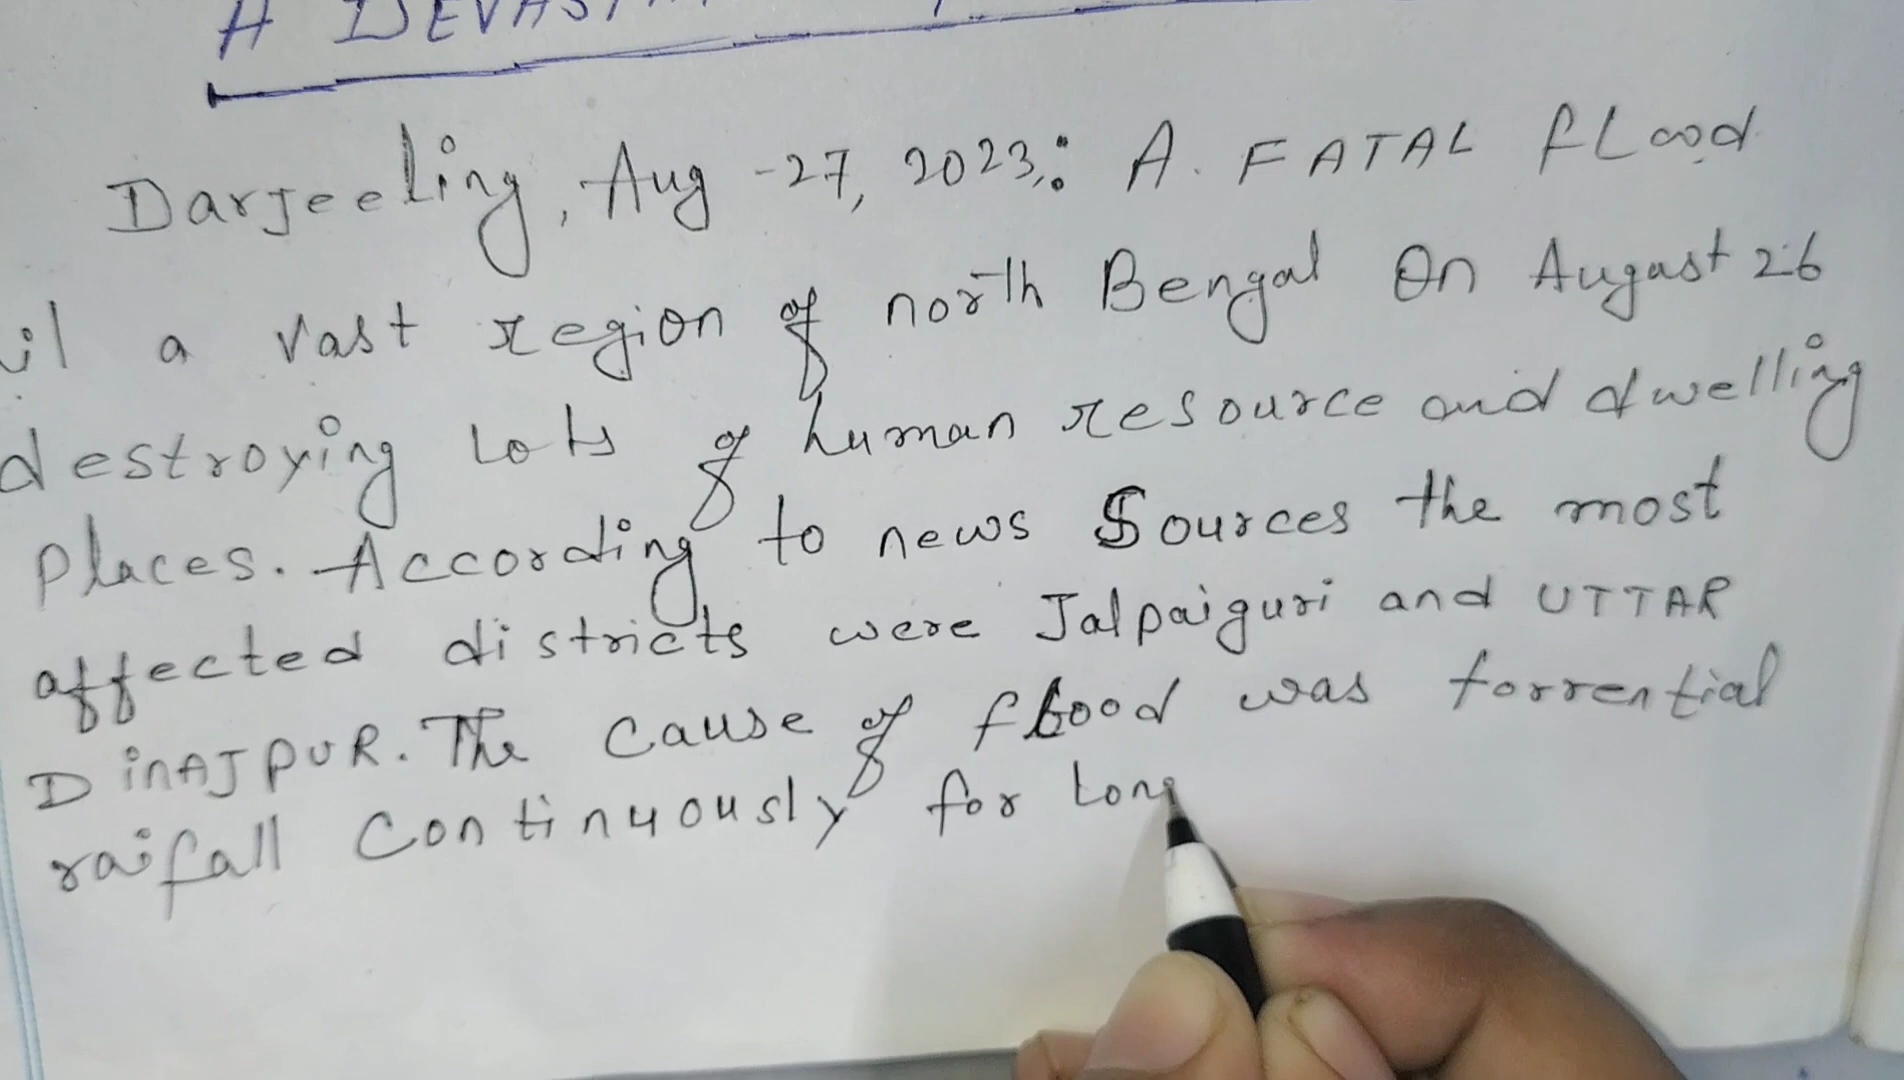 A DEVAST
Darjeeling, Aug -27, 2023,: A. FATAL fLood
a vast region of north Bengal On August 26
destroying Lots of human resource and dwelling
places. According to news Sources the most
affected districts were Jalpaiguri and UTTAR
DinAJPUR. The cause of flood was torrential
raifall continuously for Long